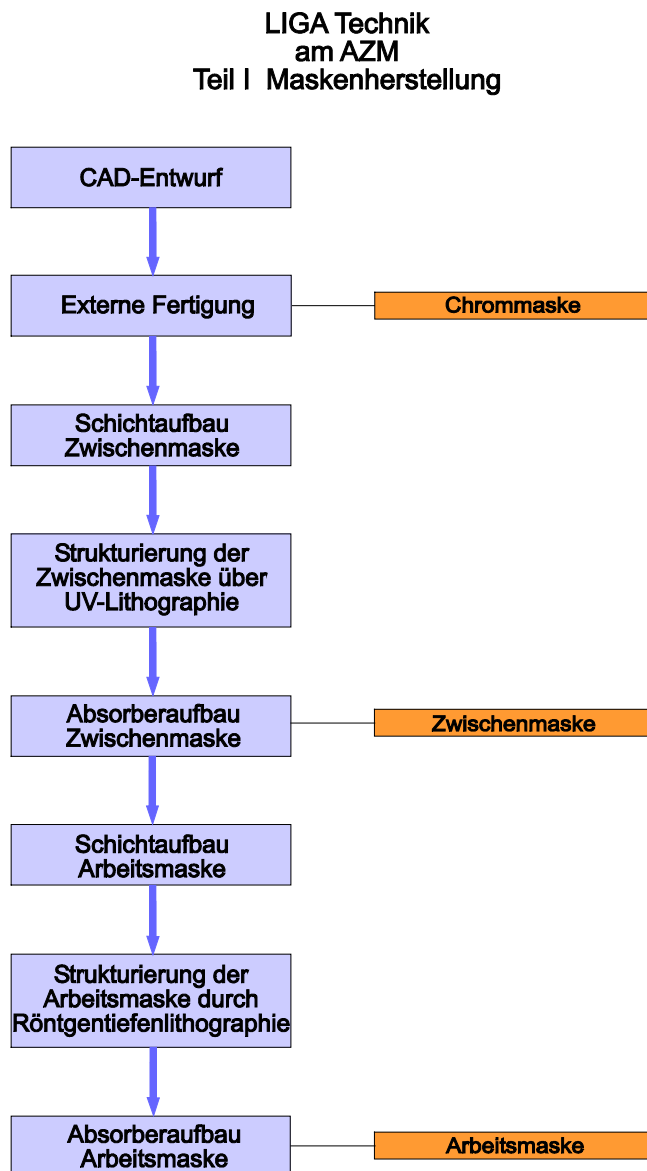 LIGA Technik
am AZM
Teil I Maskenherstellung
CAD-Entwurf
Externe Fertigung
Chrommaske
Schichtaufbau
Zwischenmaske
Strukturierung der
Zwischenmaske über
UV-Lithographie
Absorberaufbau
Zwischenmaske
Zwischenmaske
Schichtaufbau
Arbeitsmaske
Strukturierung der
Arbeitsmaske durch
Röntgentiefenlithographie
Absorberaufbau
Arbeitsmaske
Arbeitsmaske